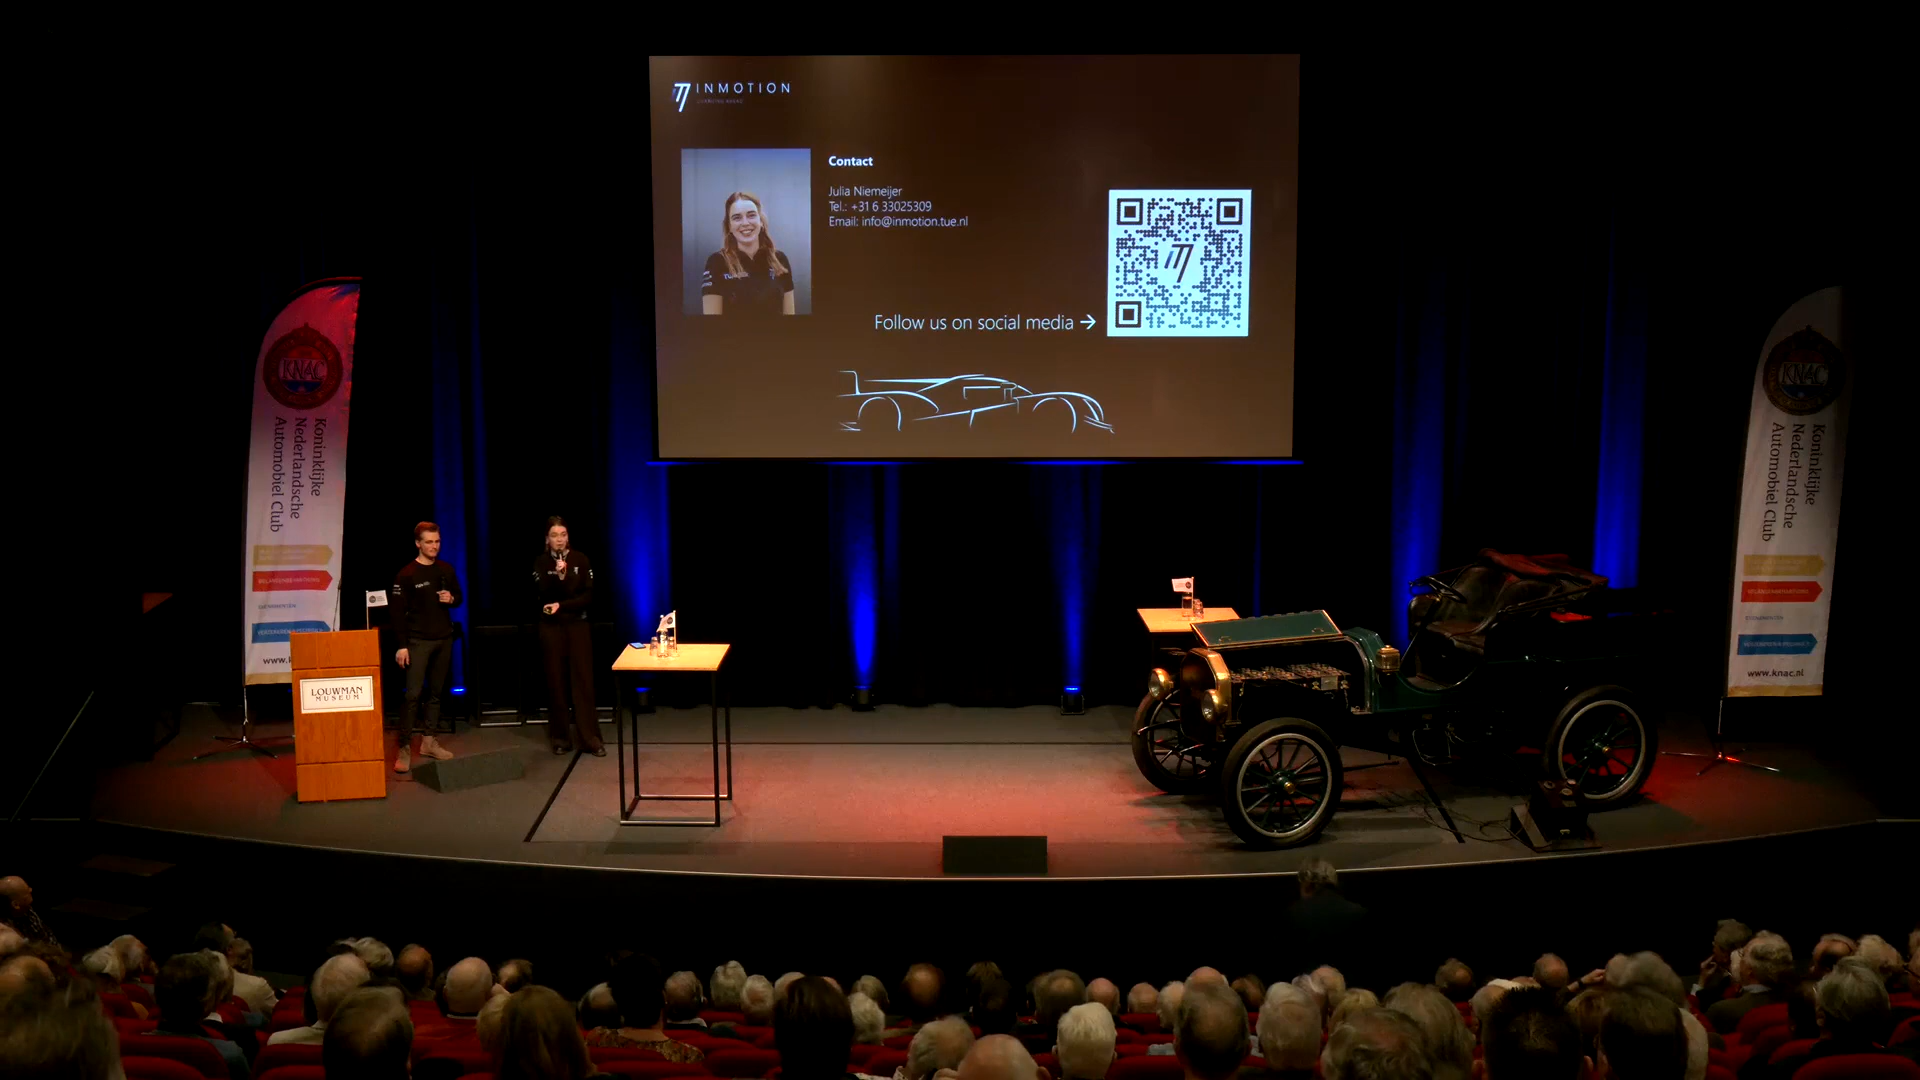 INMOTION
Contact
Julia Niemeijer
Tel.: +31 6 33025309
Email: info@inmotion.tue.nl
Follow us on social media →
KNAC
Koninklijke
Nederlandsche
Automobiel Club
LOUWMAN
MUSEUM
KNAC
Koninklijke
Nederlandsche
Automobiel Club
www.knac.nl